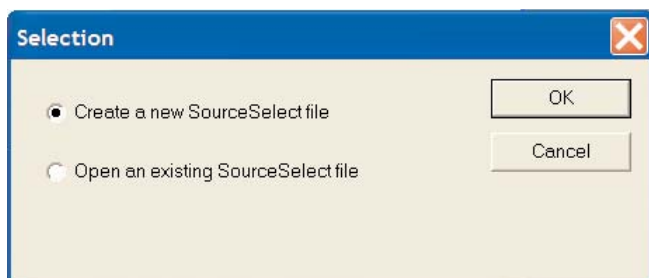 Selection
Create a new SourceSelect file
OK
Open an existing SourceSelect file
Cancel